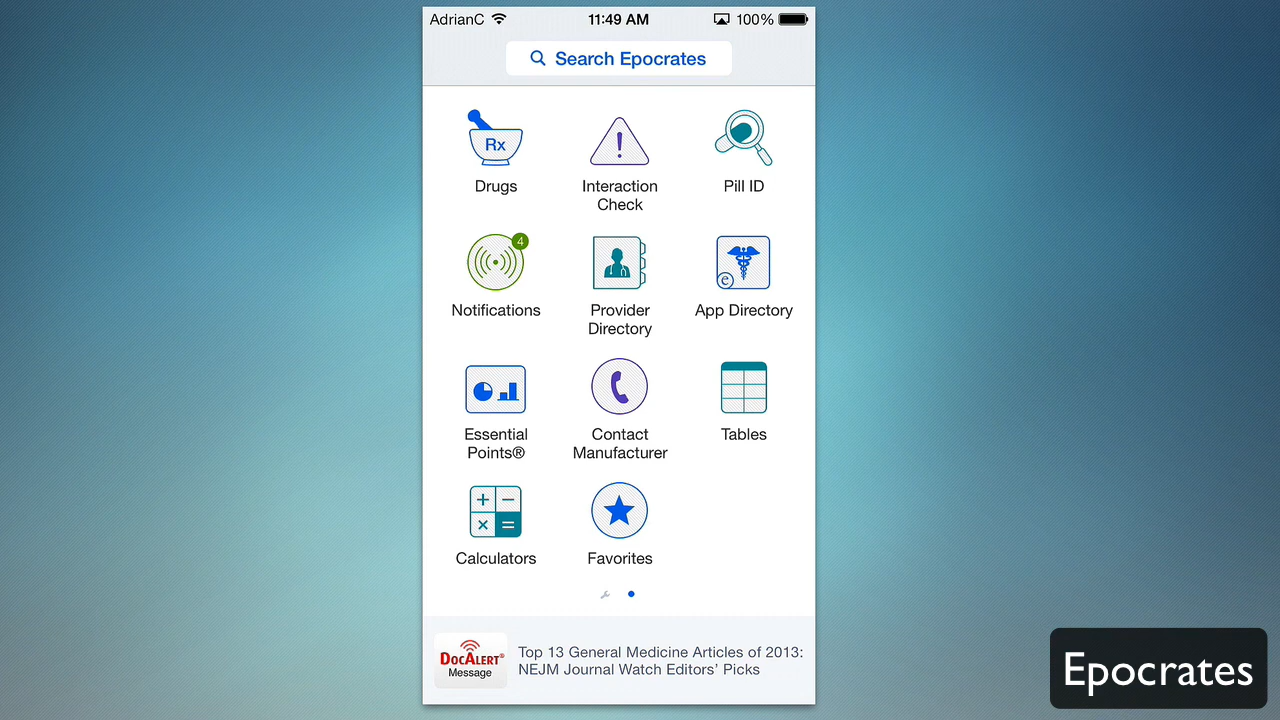 AdrianC 11:49 AM 100%
Search Epocrates
Rx
Drugs
Interaction
Check
Pill ID
4
Notifications
Provider
Directory
e
App Directory
Essential
Points®
Contact
Manufacturer
Tables
+ −
× =
Calculators
Favorites
DocAlert®
Message
Top 13 General Medicine Articles of 2013:
NEJM Journal Watch Editors’ Picks
Epocrates